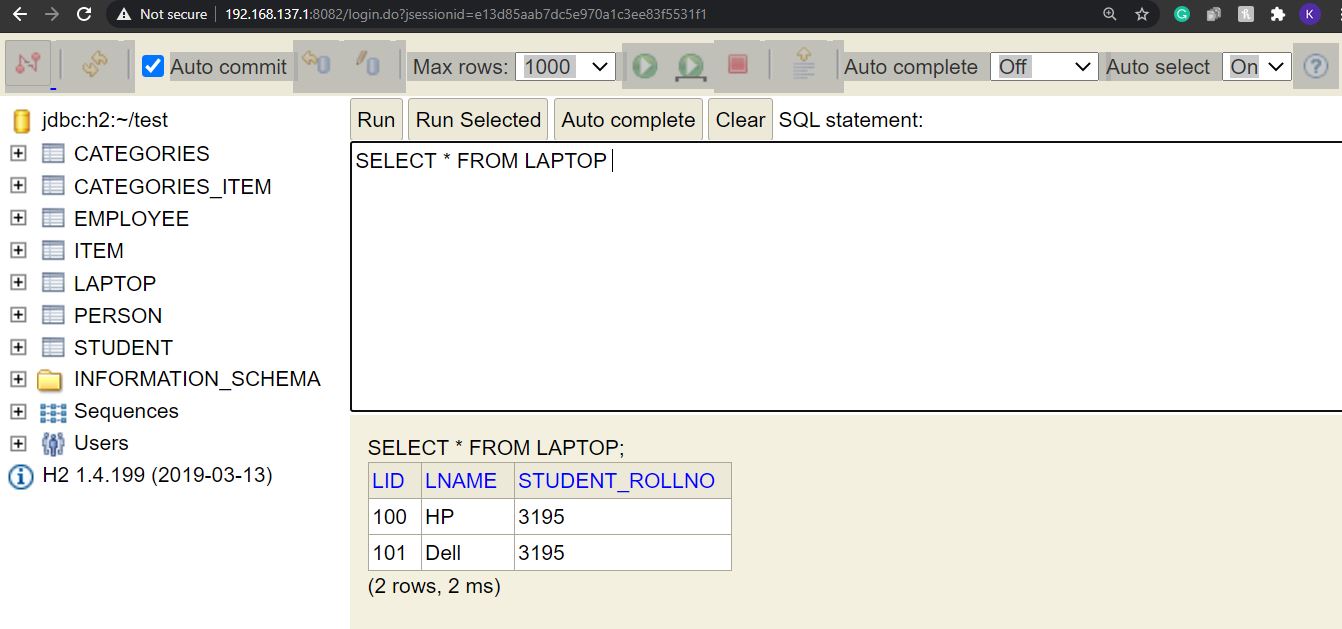 Not secure 192.168.137.1:8082/login.do?jsessionid=e13d85aab7dc5e970a1c3ee83f5531f1 K
Auto commit Max rows: 1000 Auto complete Off Auto select On
jdbc:h2:~/test
CATEGORIES
CATEGORIES_ITEM
EMPLOYEE
ITEM
LAPTOP
PERSON
STUDENT
INFORMATION_SCHEMA
Sequences
Users
H2 1.4.199 (2019-03-13)
Run Run Selected Auto complete Clear SQL statement:
SELECT * FROM LAPTOP
SELECT * FROM LAPTOP;
LID LNAME STUDENT_ROLLNO
100 HP 3195
101 Dell 3195
(2 rows, 2 ms)